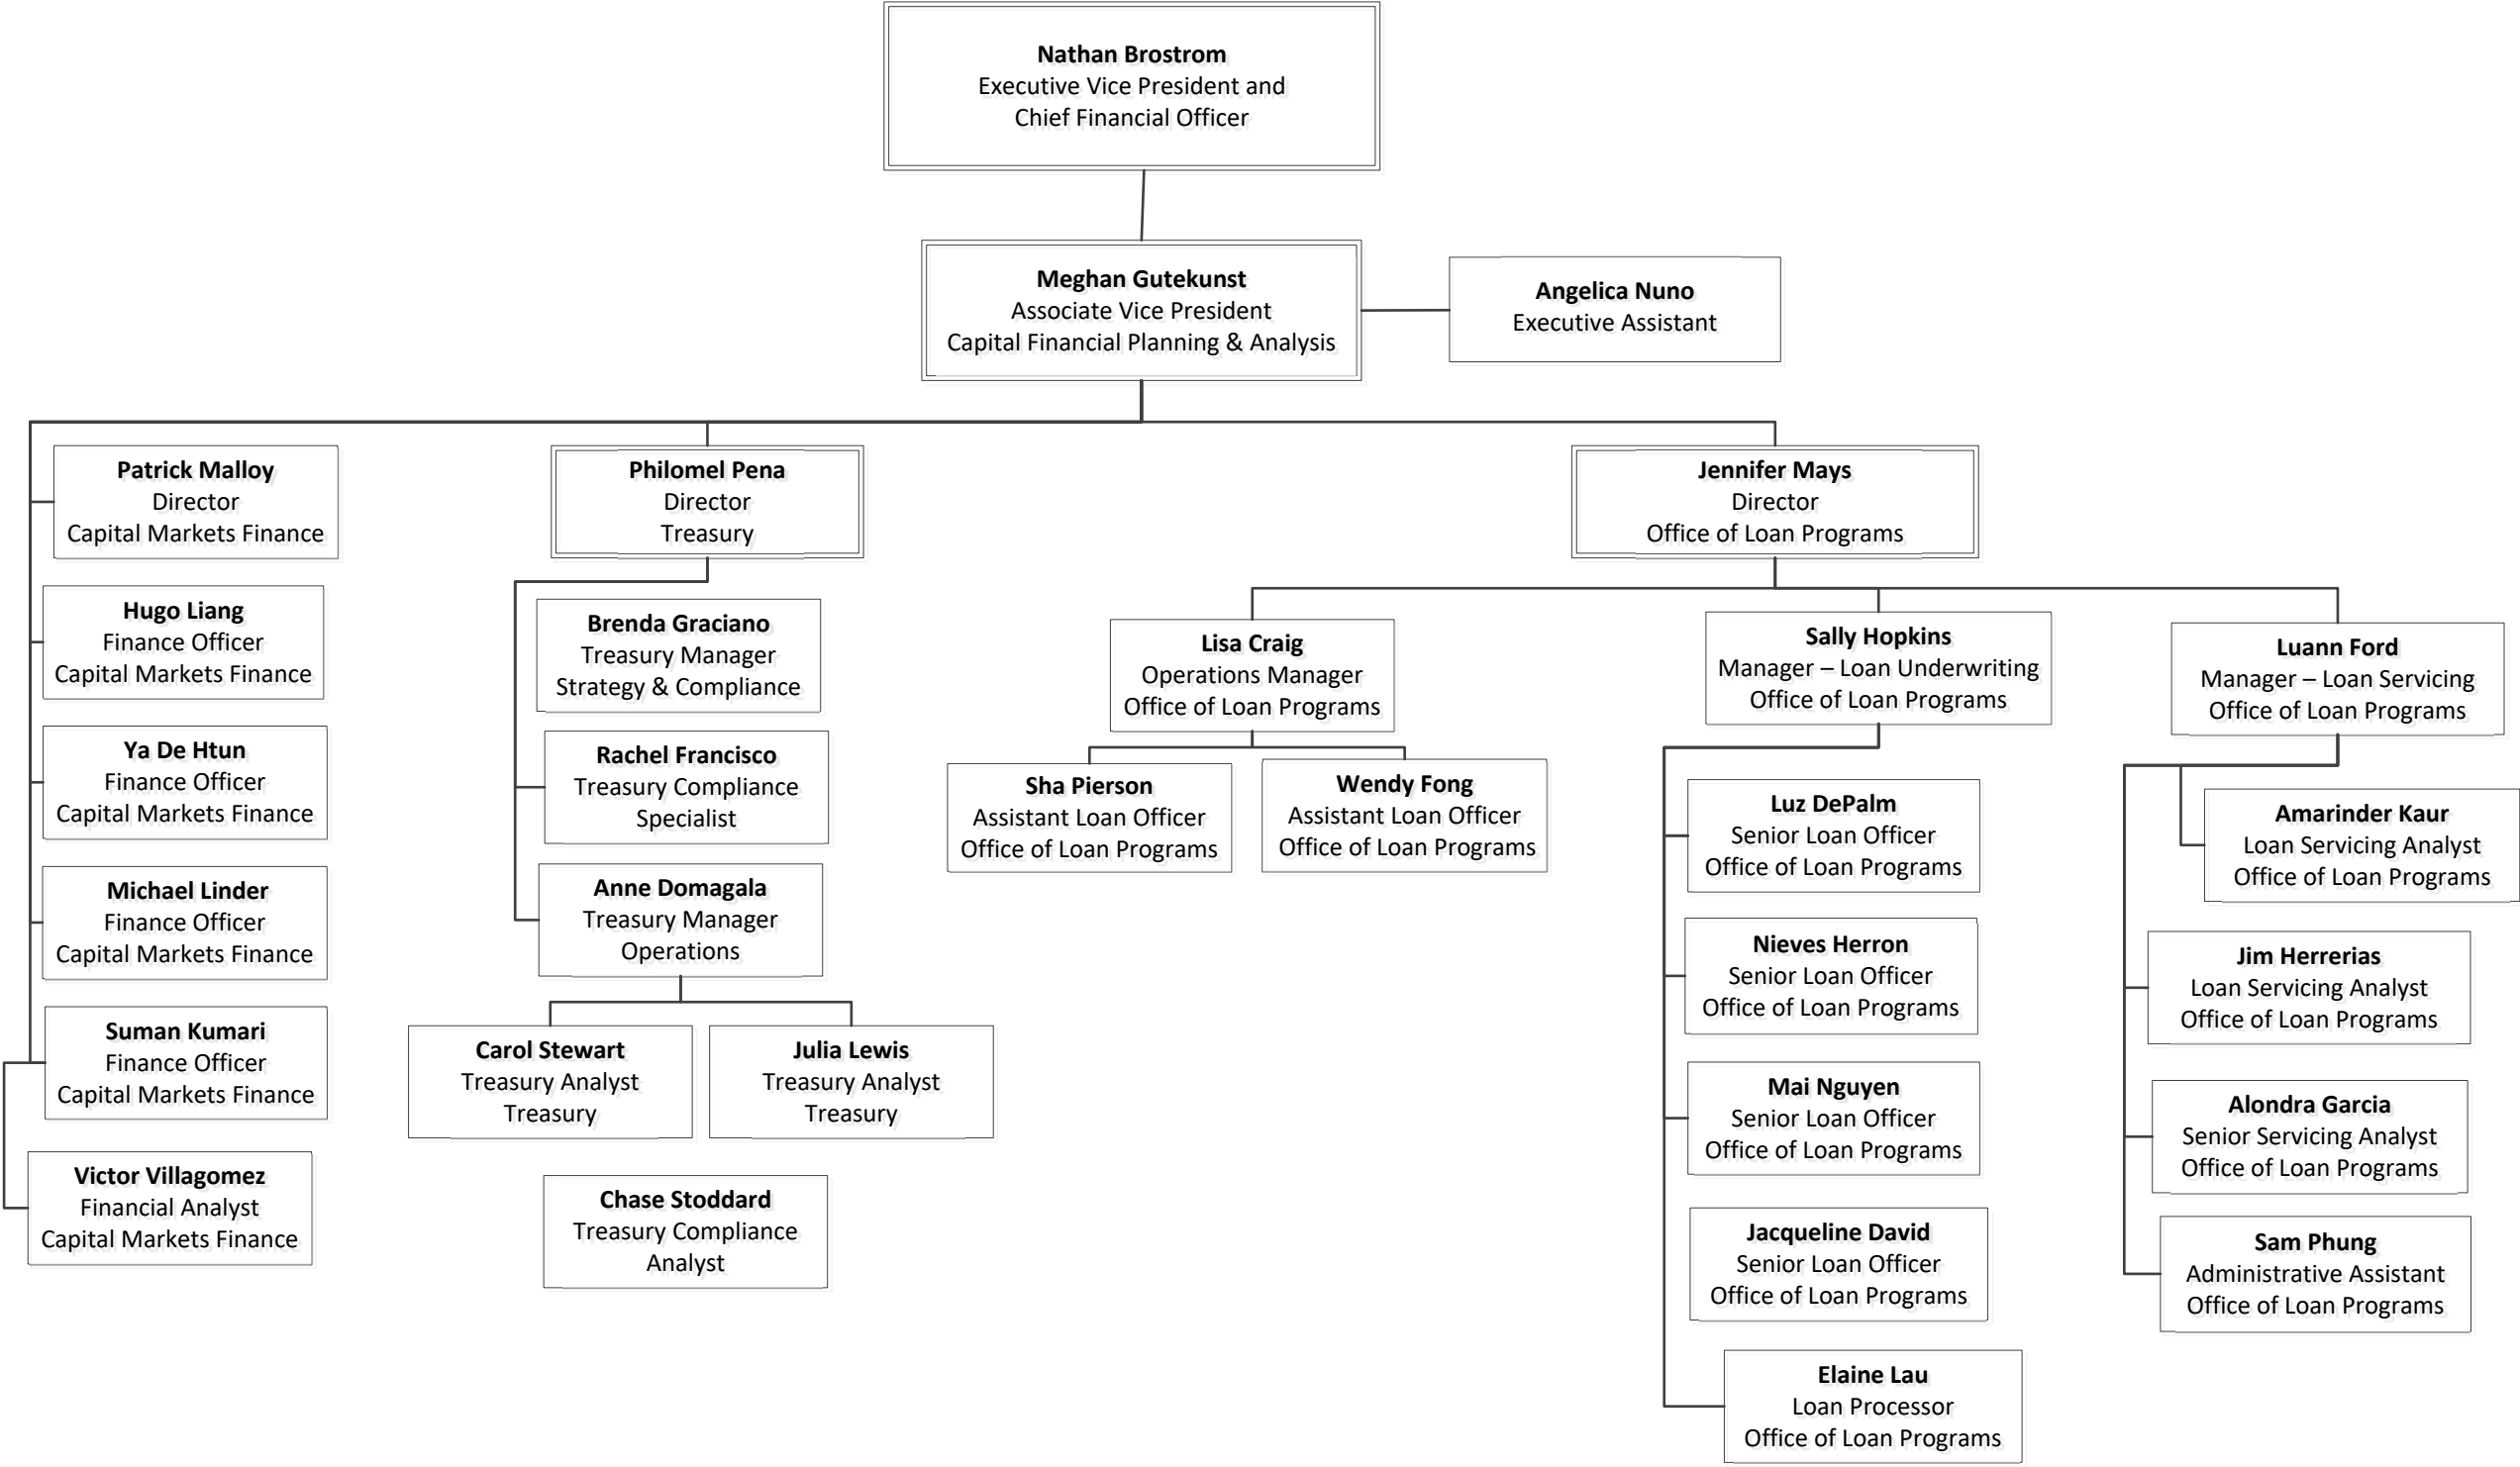 Nathan Brostrom
Executive Vice President and
Chief Financial Officer
Meghan Gutekunst
Associate Vice President
Capital Financial Planning & Analysis
Angelica Nuno
Executive Assistant
Patrick Malloy
Director
Capital Markets Finance
Hugo Liang
Finance Officer
Capital Markets Finance
Ya De Htun
Finance Officer
Capital Markets Finance
Michael Linder
Finance Officer
Capital Markets Finance
Suman Kumari
Finance Officer
Capital Markets Finance
Victor Villagomez
Financial Analyst
Capital Markets Finance
Philomel Pena
Director
Treasury
Brenda Graciano
Treasury Manager
Strategy & Compliance
Rachel Francisco
Treasury Compliance
Specialist
Anne Domagala
Treasury Manager
Operations
Carol Stewart
Treasury Analyst
Treasury
Julia Lewis
Treasury Analyst
Treasury
Chase Stoddard
Treasury Compliance
Analyst
Jennifer Mays
Director
Office of Loan Programs
Lisa Craig
Operations Manager
Office of Loan Programs
Sha Pierson
Assistant Loan Officer
Office of Loan Programs
Wendy Fong
Assistant Loan Officer
Office of Loan Programs
Sally Hopkins
Manager – Loan Underwriting
Office of Loan Programs
Luz DePalm
Senior Loan Officer
Office of Loan Programs
Nieves Herron
Senior Loan Officer
Office of Loan Programs
Mai Nguyen
Senior Loan Officer
Office of Loan Programs
Jacqueline David
Senior Loan Officer
Office of Loan Programs
Elaine Lau
Loan Processor
Office of Loan Programs
Luann Ford
Manager – Loan Servicing
Office of Loan Programs
Amarinder Kaur
Loan Servicing Analyst
Office of Loan Programs
Jim Herrerias
Loan Servicing Analyst
Office of Loan Programs
Alondra Garcia
Senior Servicing Analyst
Office of Loan Programs
Sam Phung
Administrative Assistant
Office of Loan Programs